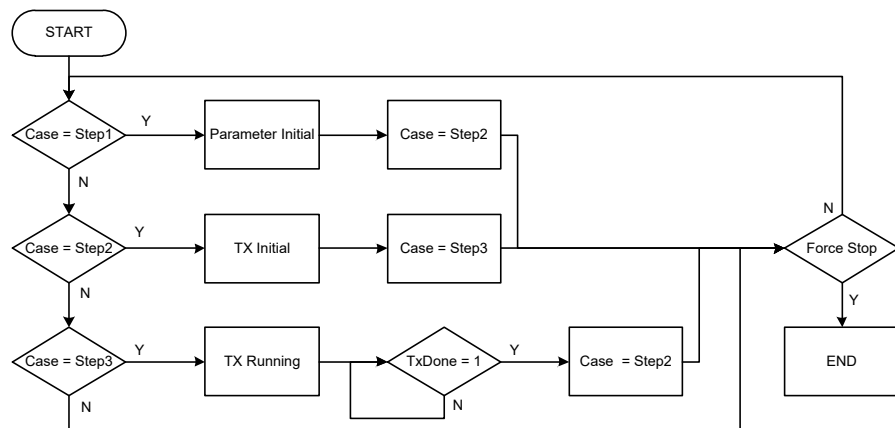 START
Case = Step1
Y
Parameter Initial
Case = Step2
N
Case = Step2
Y
TX Initial
Case = Step3
N
Force Stop
N
Y
Case = Step3
Y
TX Running
TxDone = 1
Y
Case = Step2
END
N
N